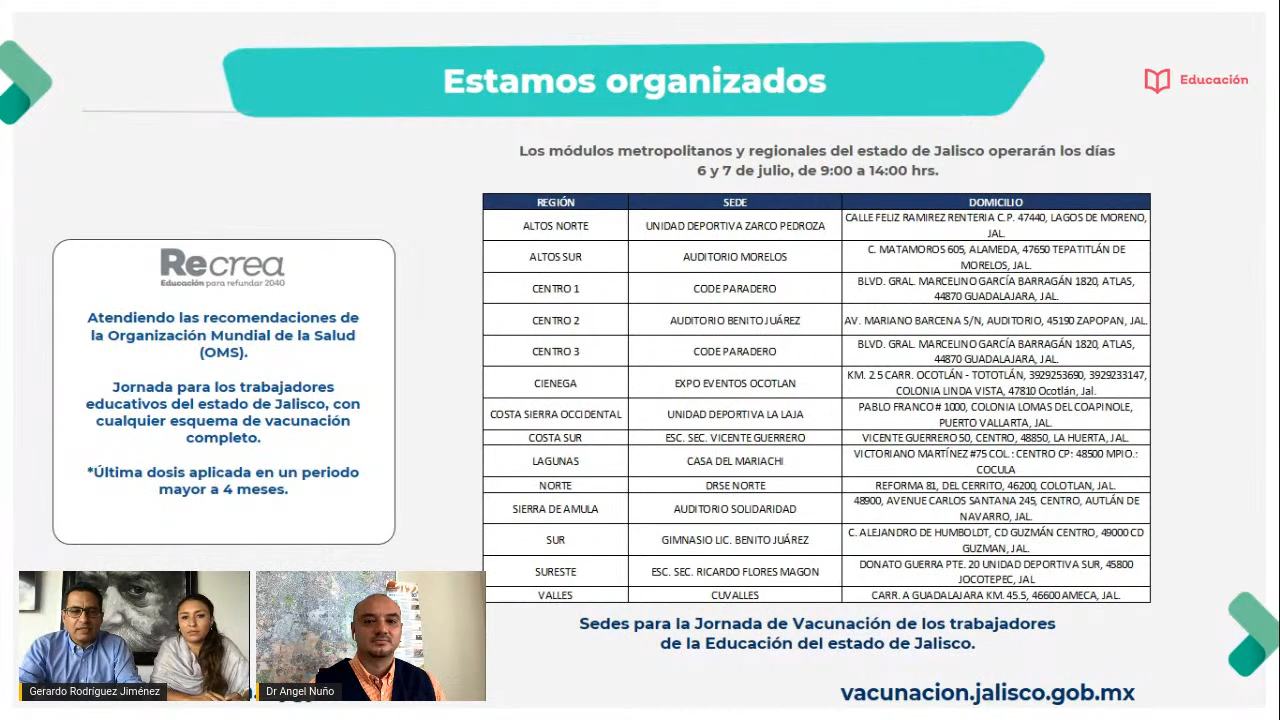 Estamos organizados
Educación
Los módulos metropolitanos y regionales del estado de Jalisco operarán los días
6 y 7 de julio, de 9:00 a 14:00 hrs.
REGIÓN SEDE DOMICILIO
ALTOS NORTE UNIDAD DEPORTIVA ZARCO PEDROZA CALLE FELIZ RAMIREZ RENTERIA C.P. 47440, LAGOS DE MORENO,
JAL.
ALTOS SUR AUDITORIO MORELOS C. MATAMOROS 605, ALAMEDA, 47650 TEPATITLÁN DE
MORELOS, JAL.
CENTRO 1 CODE PARADERO BLVD. GRAL. MARCELINO GARCÍA BARRAGÁN 1820, ATLAS,
44870 GUADALAJARA, JAL.
CENTRO 2 AUDITORIO BENITO JUÁREZ AV. MARIANO BARCENA S/N, AUDITORIO, 45190 ZAPOPAN, JAL.
CENTRO 3 CODE PARADERO BLVD. GRAL. MARCELINO GARCÍA BARRAGÁN 1820, ATLAS,
44870 GUADALAJARA, JAL.
CIENEGA EXPO EVENTOS OCOTLAN KM. 2.5 CARR. OCOTLÁN - TOTOTLÁN, 3929253690, 3929233147,
COLONIA LINDA VISTA, 47810 Ocotlán, Jal.
COSTA SIERRA OCCIDENTAL UNIDAD DEPORTIVA LA LAJA PABLO FRANCO # 1000, COLONIA LOMAS DEL COAPINOLE,
PUERTO VALLARTA, JAL.
COSTA SUR ESC. SEC. VICENTE GUERRERO VICENTE GUERRERO 50, CENTRO, 48850, LA HUERTA, JAL.
LAGUNAS CASA DEL MARIACHI VICTORIANO MARTÍNEZ #75 COL.: CENTRO CP: 48500 MPIO.:
COCULA
NORTE DRSE NORTE REFORMA 81, DEL CERRITO, 46200, COLOTLAN, JAL.
SIERRA DE AMULA AUDITORIO SOLIDARIDAD 48900, AVENUE CARLOS SANTANA 245, CENTRO, AUTLÁN DE
NAVARRO, JAL.
SUR GIMNASIO LIC. BENITO JUÁREZ C. ALEJANDRO DE HUMBOLDT, CD GUZMÁN CENTRO, 49000 CD
GUZMAN, JAL.
SURESTE ESC. SEC. RICARDO FLORES MAGON DONATO GUERRA PTE. 20 UNIDAD DEPORTIVA SUR, 45800
JOCOTEPEC, JAL
VALLES CUVALLES CARR. A GUADALAJARA KM. 45.5, 46600 AMECA, JAL.
Recrea
Educación para refundar 2040
Atendiendo las recomendaciones de
la Organización Mundial de la Salud
(OMS).
Jornada para los trabajadores
educativos del estado de Jalisco, con
cualquier esquema de vacunación
completo.
*Última dosis aplicada en un periodo
mayor a 4 meses.
Sedes para la Jornada de Vacunación de los trabajadores
de la Educación del estado de Jalisco.
vacunacion.jalisco.gob.mx
Gerardo Rodríguez Jiménez
Dr Angel Nuño